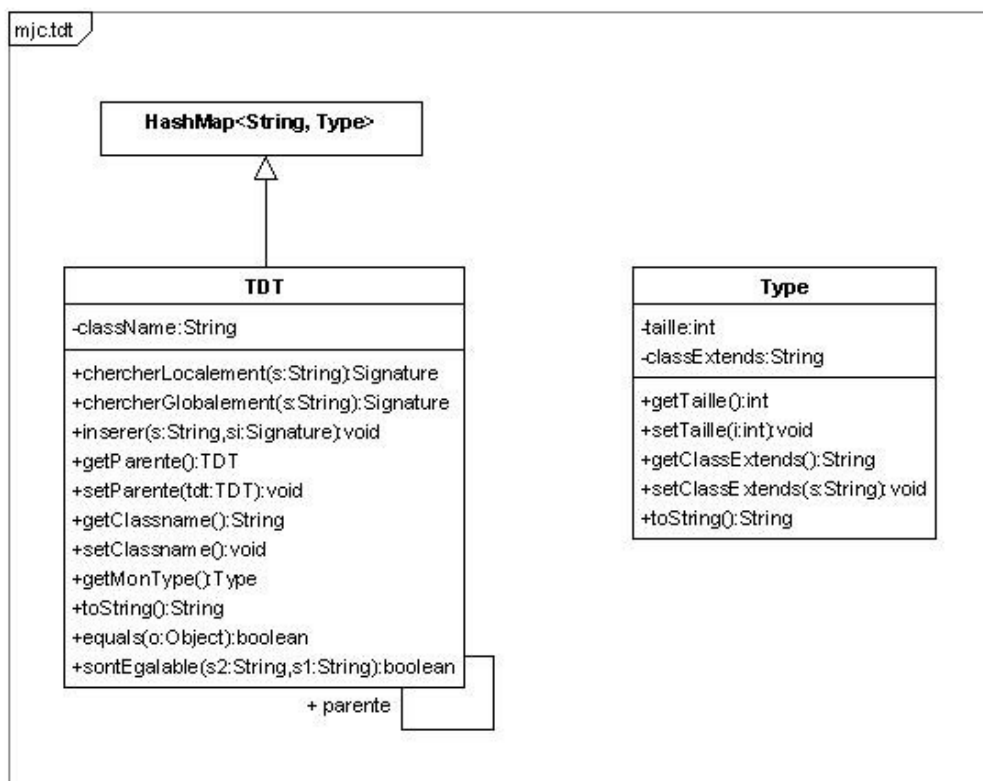 mjc.tdt
HashMap<String, Type>
TDT
-className:String
+chercherLocalement(s:String):Signature
+chercherGlobalement(s:String):Signature
+inserer(s:String,si:Signature):void
+getParente():TDT
+setParente(tdt:TDT):void
+getClassname():String
+setClassname():void
+getMonType():Type
+toString():String
+equals(o:Object):boolean
+sontEgalable(s2:String,s1:String):boolean
+ parente
Type
-taille:int
-classExtends:String
+getTaille():int
+setTaille(i:int):void
+getClassExtends():String
+setClassExtends(s:String):void
+toString():String